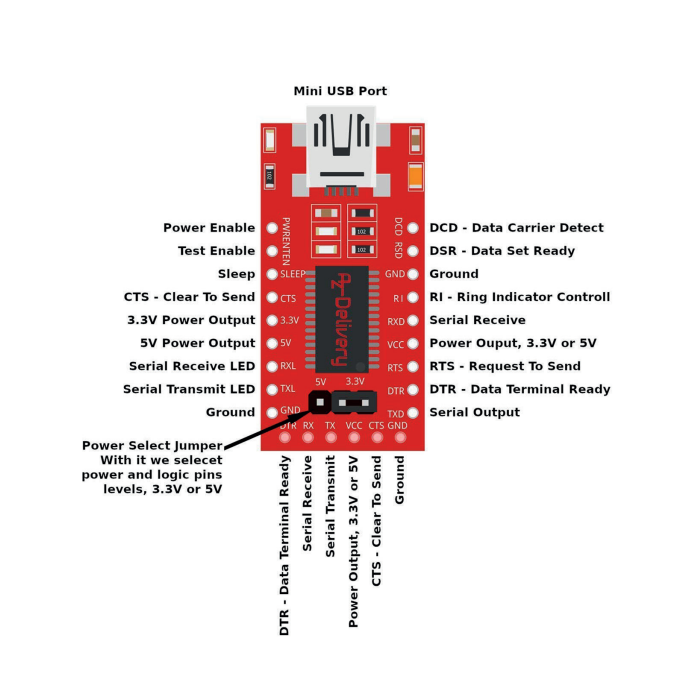 Mini USB Port
102
102
102
Power Enable
PWRENTEN
DCD
DCD - Data Carrier Detect
Test Enable
RSD
DSR - Data Set Ready
Sleep
SLEEP
GND
Ground
CTS - Clear To Send
CTS
RI
RI - Ring Indicator Controll
3.3V Power Output
3.3V
RXD
Serial Receive
5V Power Output
5V
VCC
Power Ouput, 3.3V or 5V
Serial Receive LED
RXL
RTS
RTS - Request To Send
Serial Transmit LED
TXL
DTR
DTR - Data Terminal Ready
Ground
GND
TXD
Serial Output
Az-Delivery
5V 3.3V
DTR RX TX VCC CTS GND
Power Select Jumper
With it we selecet
power and logic pins
levels, 3.3V or 5V
DTR - Data Terminal Ready
Serial Receive
Serial Transmit
Power Output, 3.3V or 5V
CTS - Clear To Send
Ground